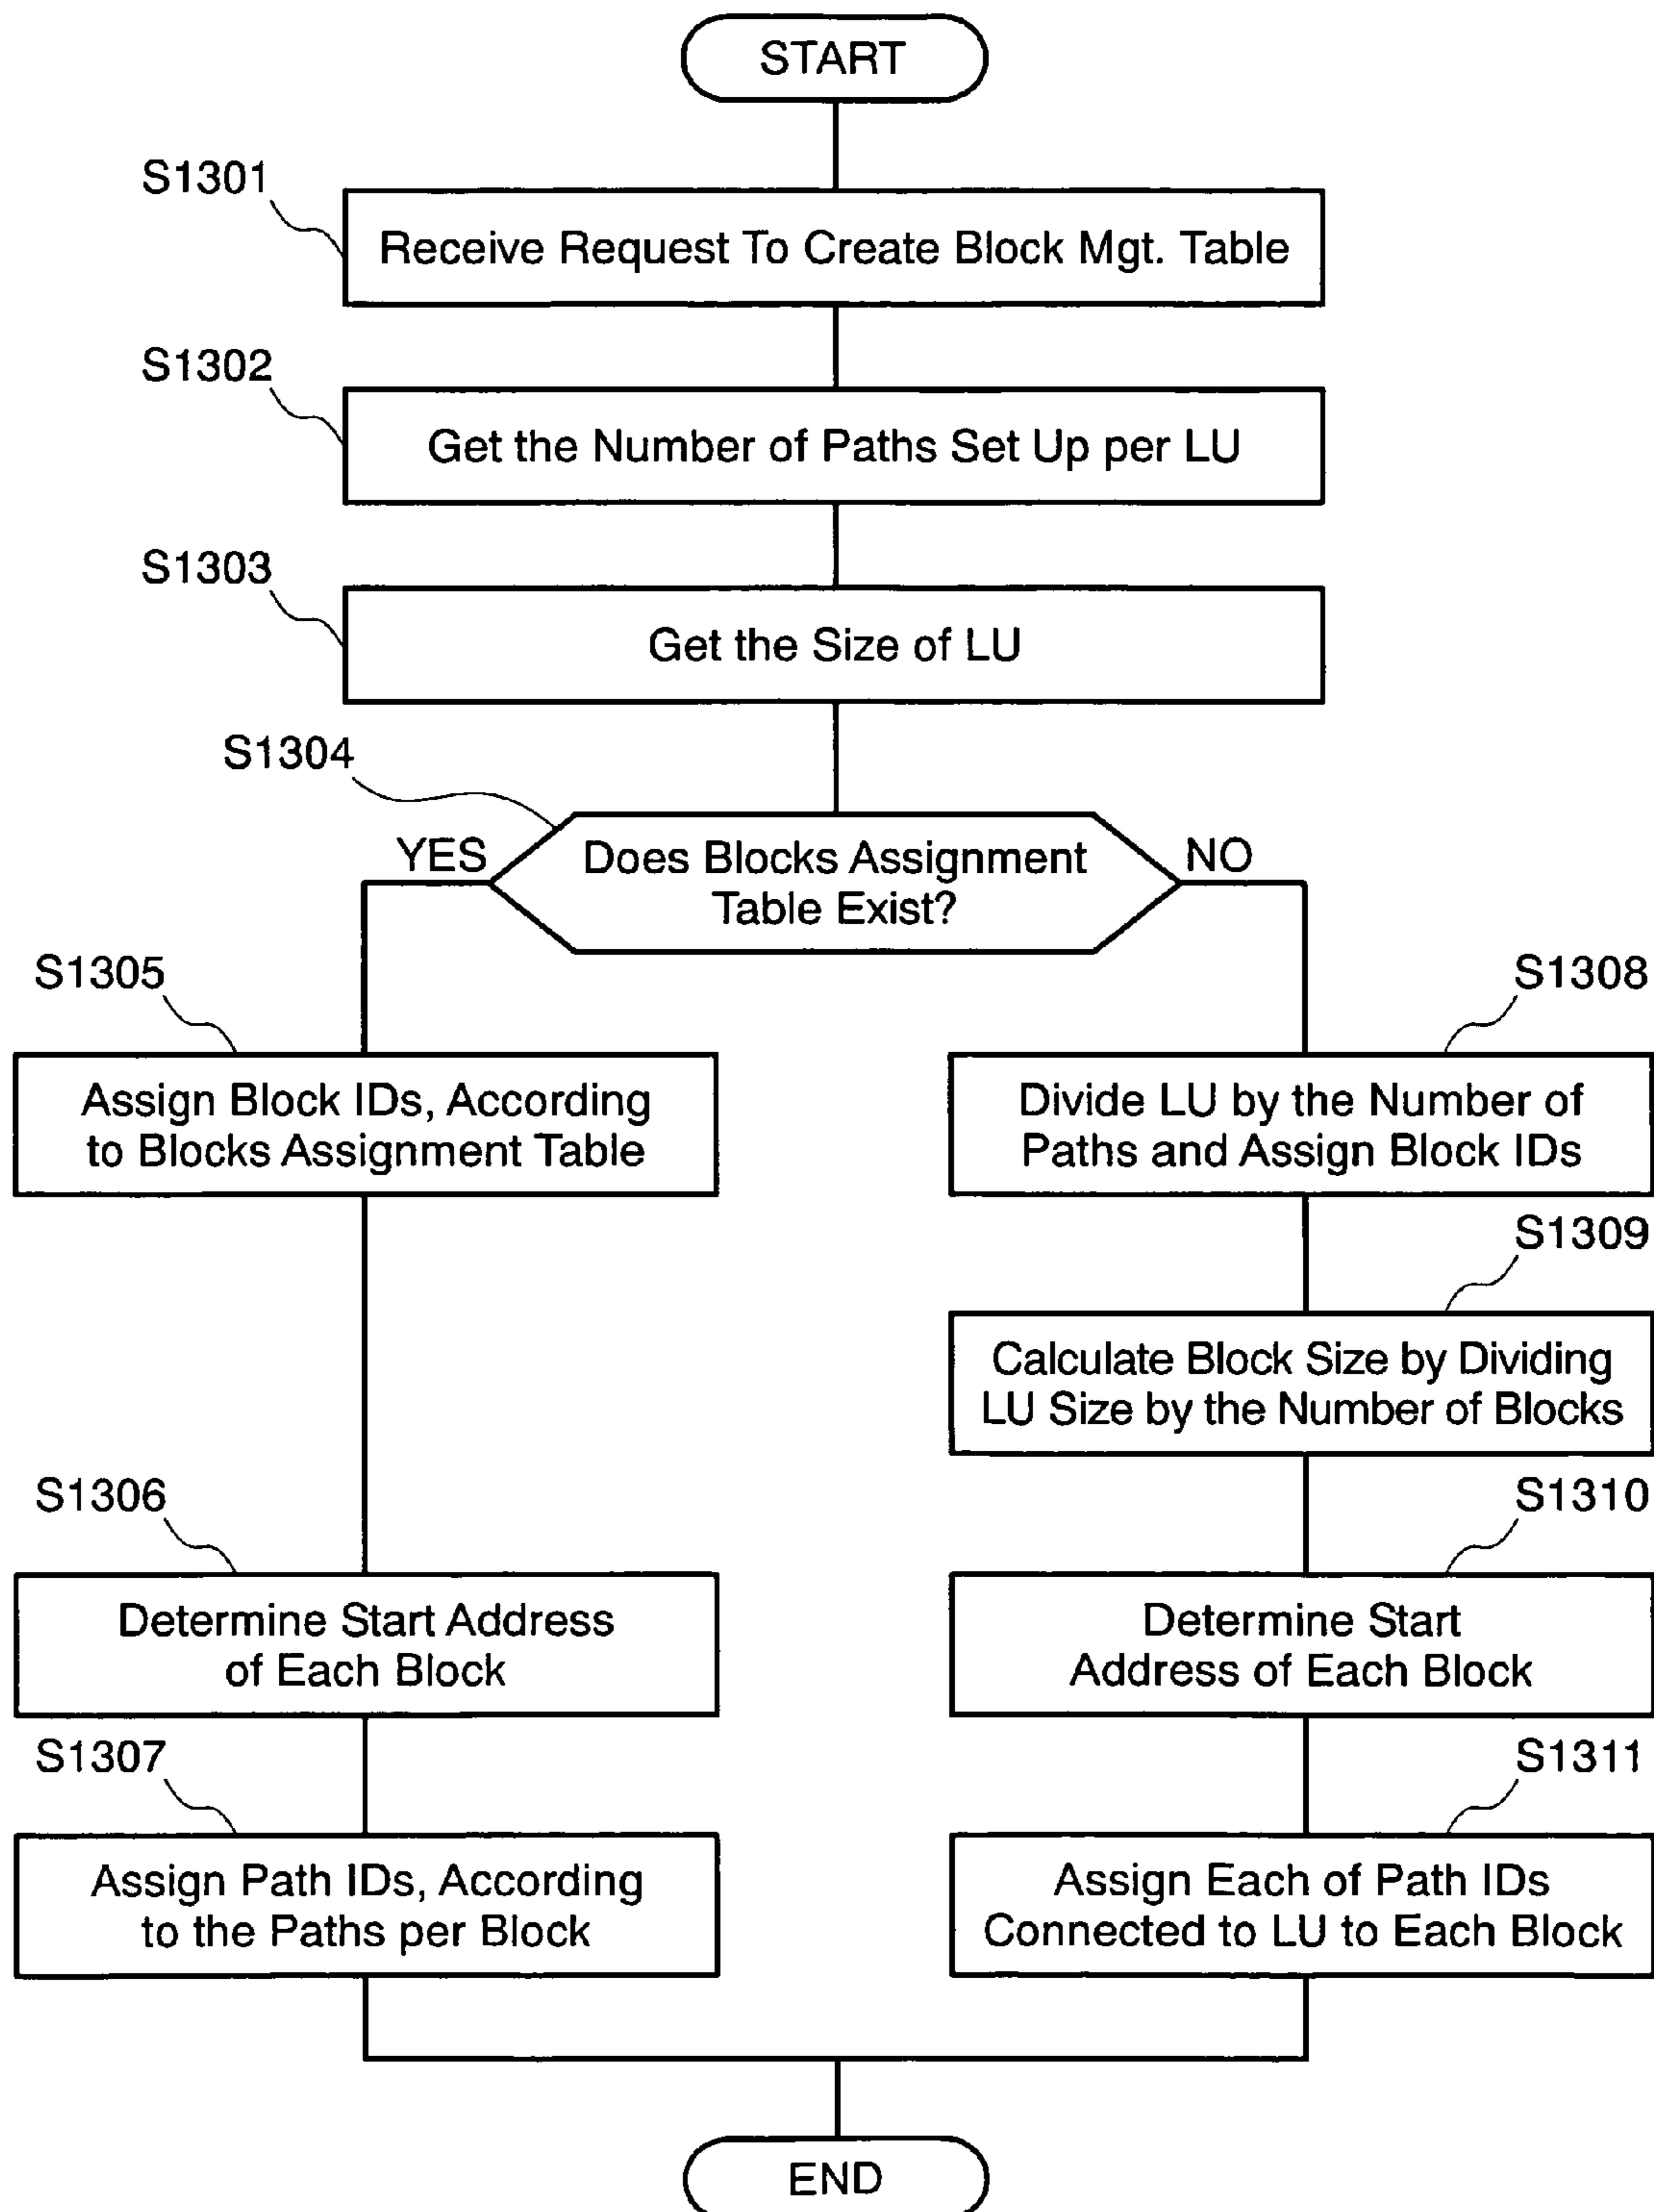 START
S1301
Receive Request To Create Block Mgt. Table
S1302
Get the Number of Paths Set Up per LU
S1303
Get the Size of LU
S1304
YES
Does Blocks Assignment
Table Exist?
NO
S1305
Assign Block IDs, According
to Blocks Assignment Table
S1306
Determine Start Address
of Each Block
S1307
Assign Path IDs, According
to the Paths per Block
S1308
Divide LU by the Number of
Paths and Assign Block IDs
S1309
Calculate Block Size by Dividing
LU Size by the Number of Blocks
S1310
Determine Start
Address of Each Block
S1311
Assign Each of Path IDs
Connected to LU to Each Block
END